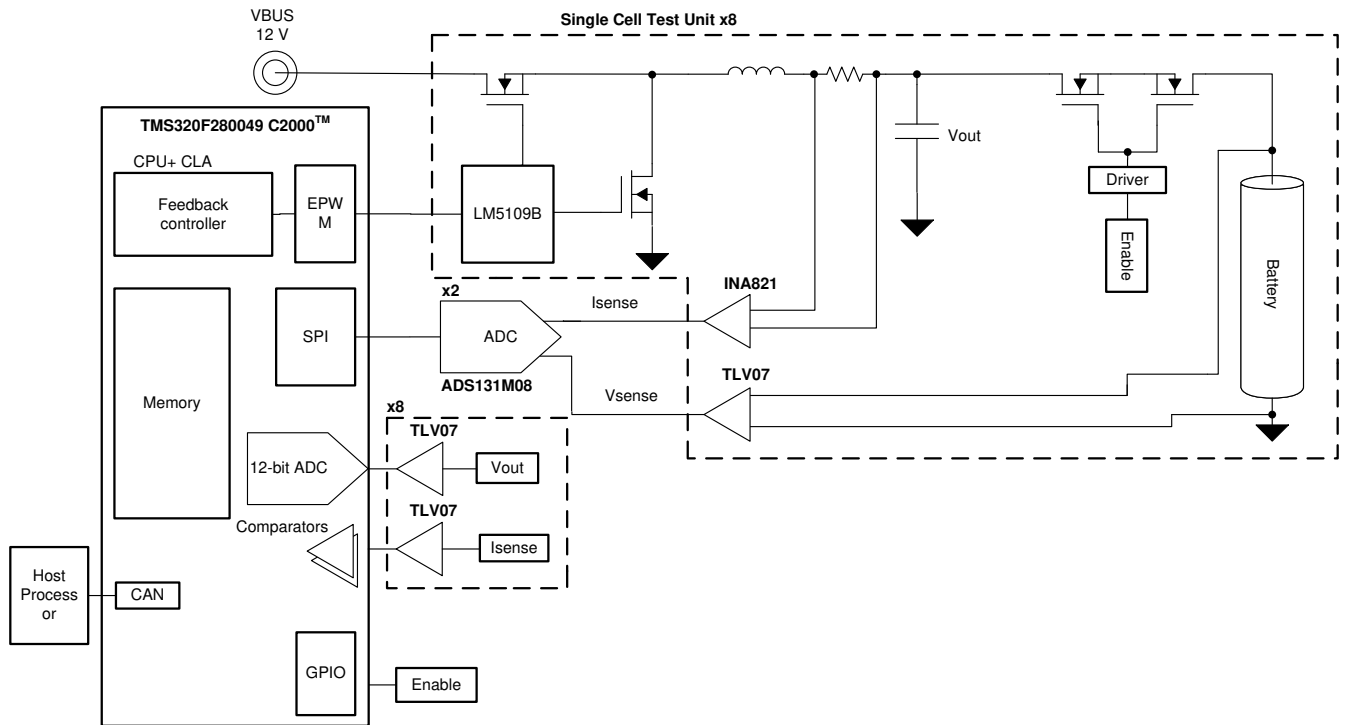 VBUS
12 V
Single Cell Test Unit x8
TMS320F280049 C2000™
CPU+ CLA
Feedback
controller
EPW
M
LM5109B
Vout
Driver
Enable
Battery
x2
Isense
INA821
SPI
ADC
ADS131M08
Vsense
TLV07
Memory
x8
TLV07
12-bit ADC
Vout
TLV07
Comparators
Isense
Host
Process
or
CAN
GPIO
Enable